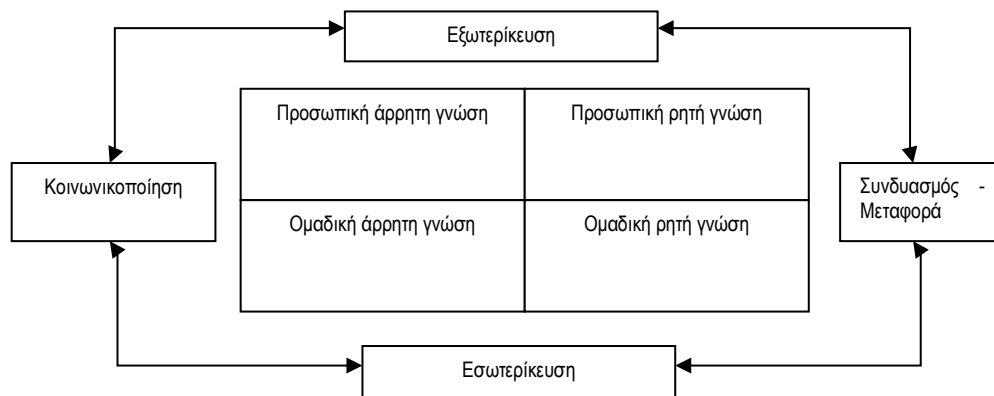 Εξωτερίκευση
Προσωπική άρρητη γνώση
Προσωπική ρητή γνώση
Κοινωνικοποίηση
Συνδυασμός -
Μεταφορά
Ομαδική άρρητη γνώση
Ομαδική ρητή γνώση
Εσωτερίκευση